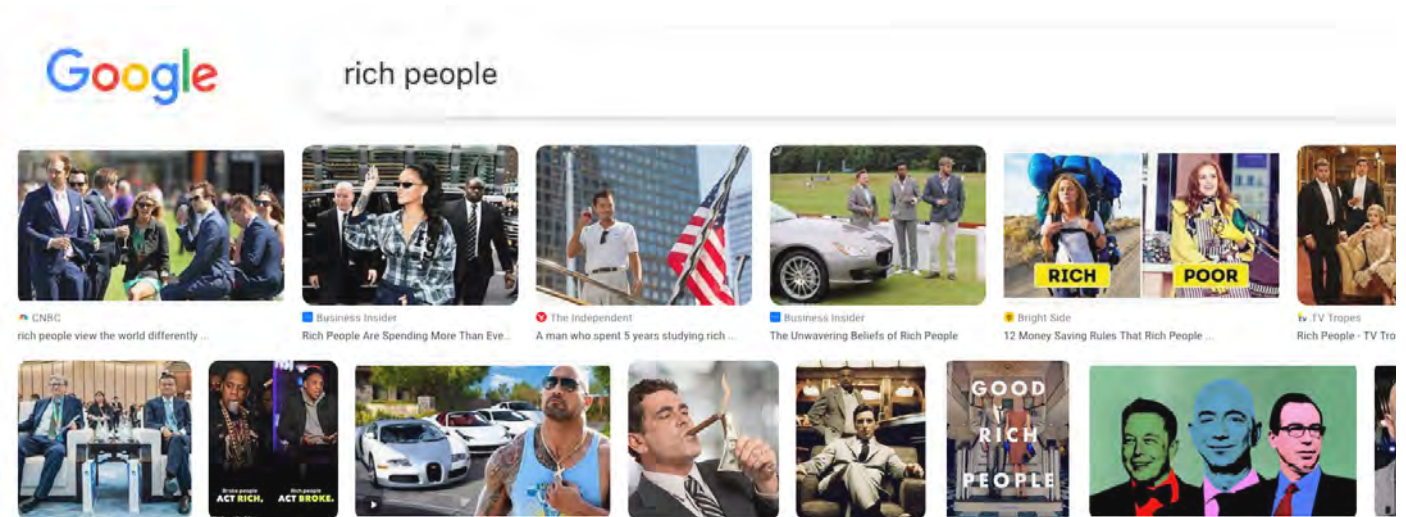 Google
rich people
CNBC
rich people view the world differently ...
Business Insider
Rich People Are Spending More Than Eve...
The Independent
A man who spent 5 years studying rich ...
Business Insider
The Unwavering Beliefs of Rich People
RICH
POOR
Bright Side
12 Money Saving Rules That Rich People ...
TV Tropes
Rich People - TV Tro
Broke people
ACT RICH,
Rich people
ACT BROKE.
GOOD
RICH
PEOPLE